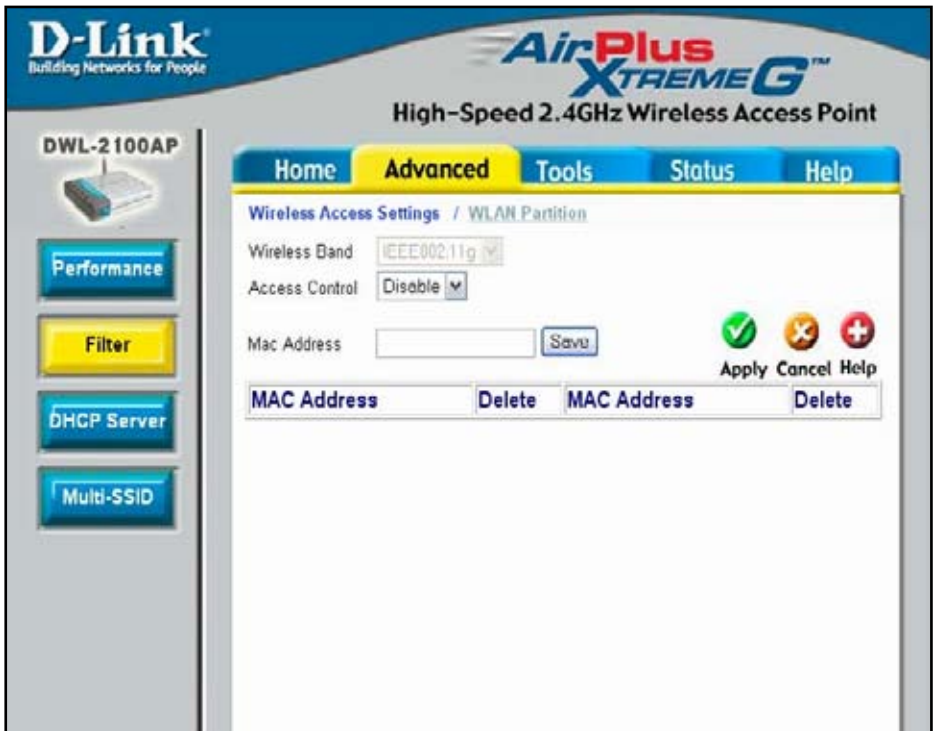 D-Link
Building Networks for People
AirPlus
XTREME G™
High-Speed 2.4GHz Wireless Access Point
DWL-2100AP
Home Advanced Tools Status Help
Performance
Filter
DHCP Server
Multi-SSID
Wireless Access Settings / WLAN Partition
Wireless Band IEEE802.11g
Access Control Disable
Mac Address Save
Apply Cancel Help
MAC Address Delete MAC Address Delete